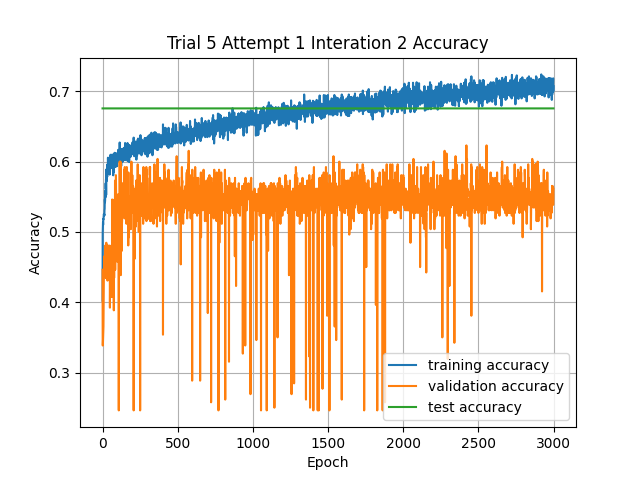 Trial 5 Attempt 1 Interation 2 Accuracy
0.7
0.6
0.5
0.4
0.3
Accuracy
0
500
1000
1500
2000
2500
3000
Epoch
training accuracy
validation accuracy
test accuracy